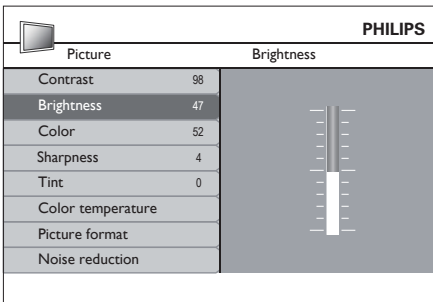 PHILIPS
Picture Brightness
Contrast 98
Brightness 47
Color 52
Sharpness 4
Tint 0
Color temperature
Picture format
Noise reduction